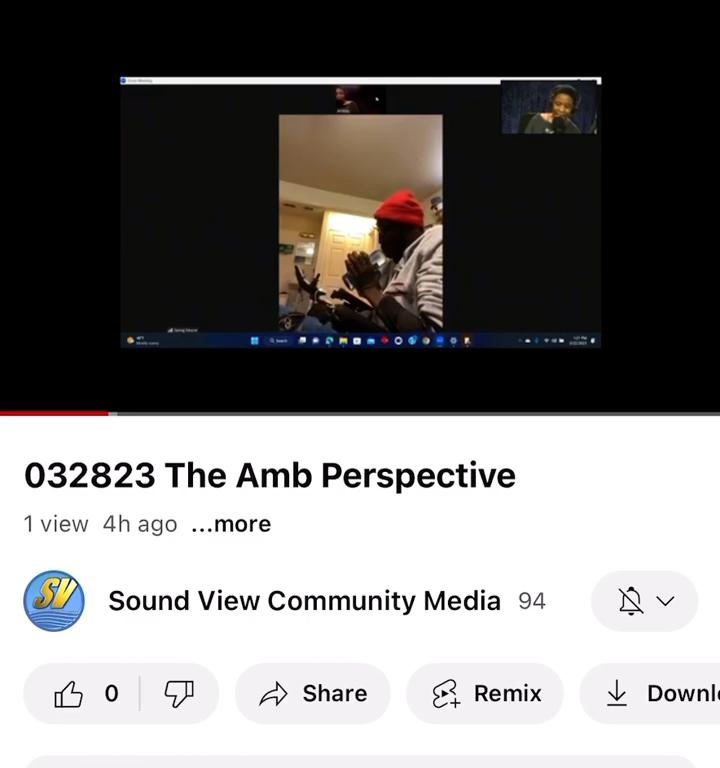 032823 The Amb Perspective
1 view 4h ago ...more
SV
Sound View Community Media 94
0 Share Remix Downl